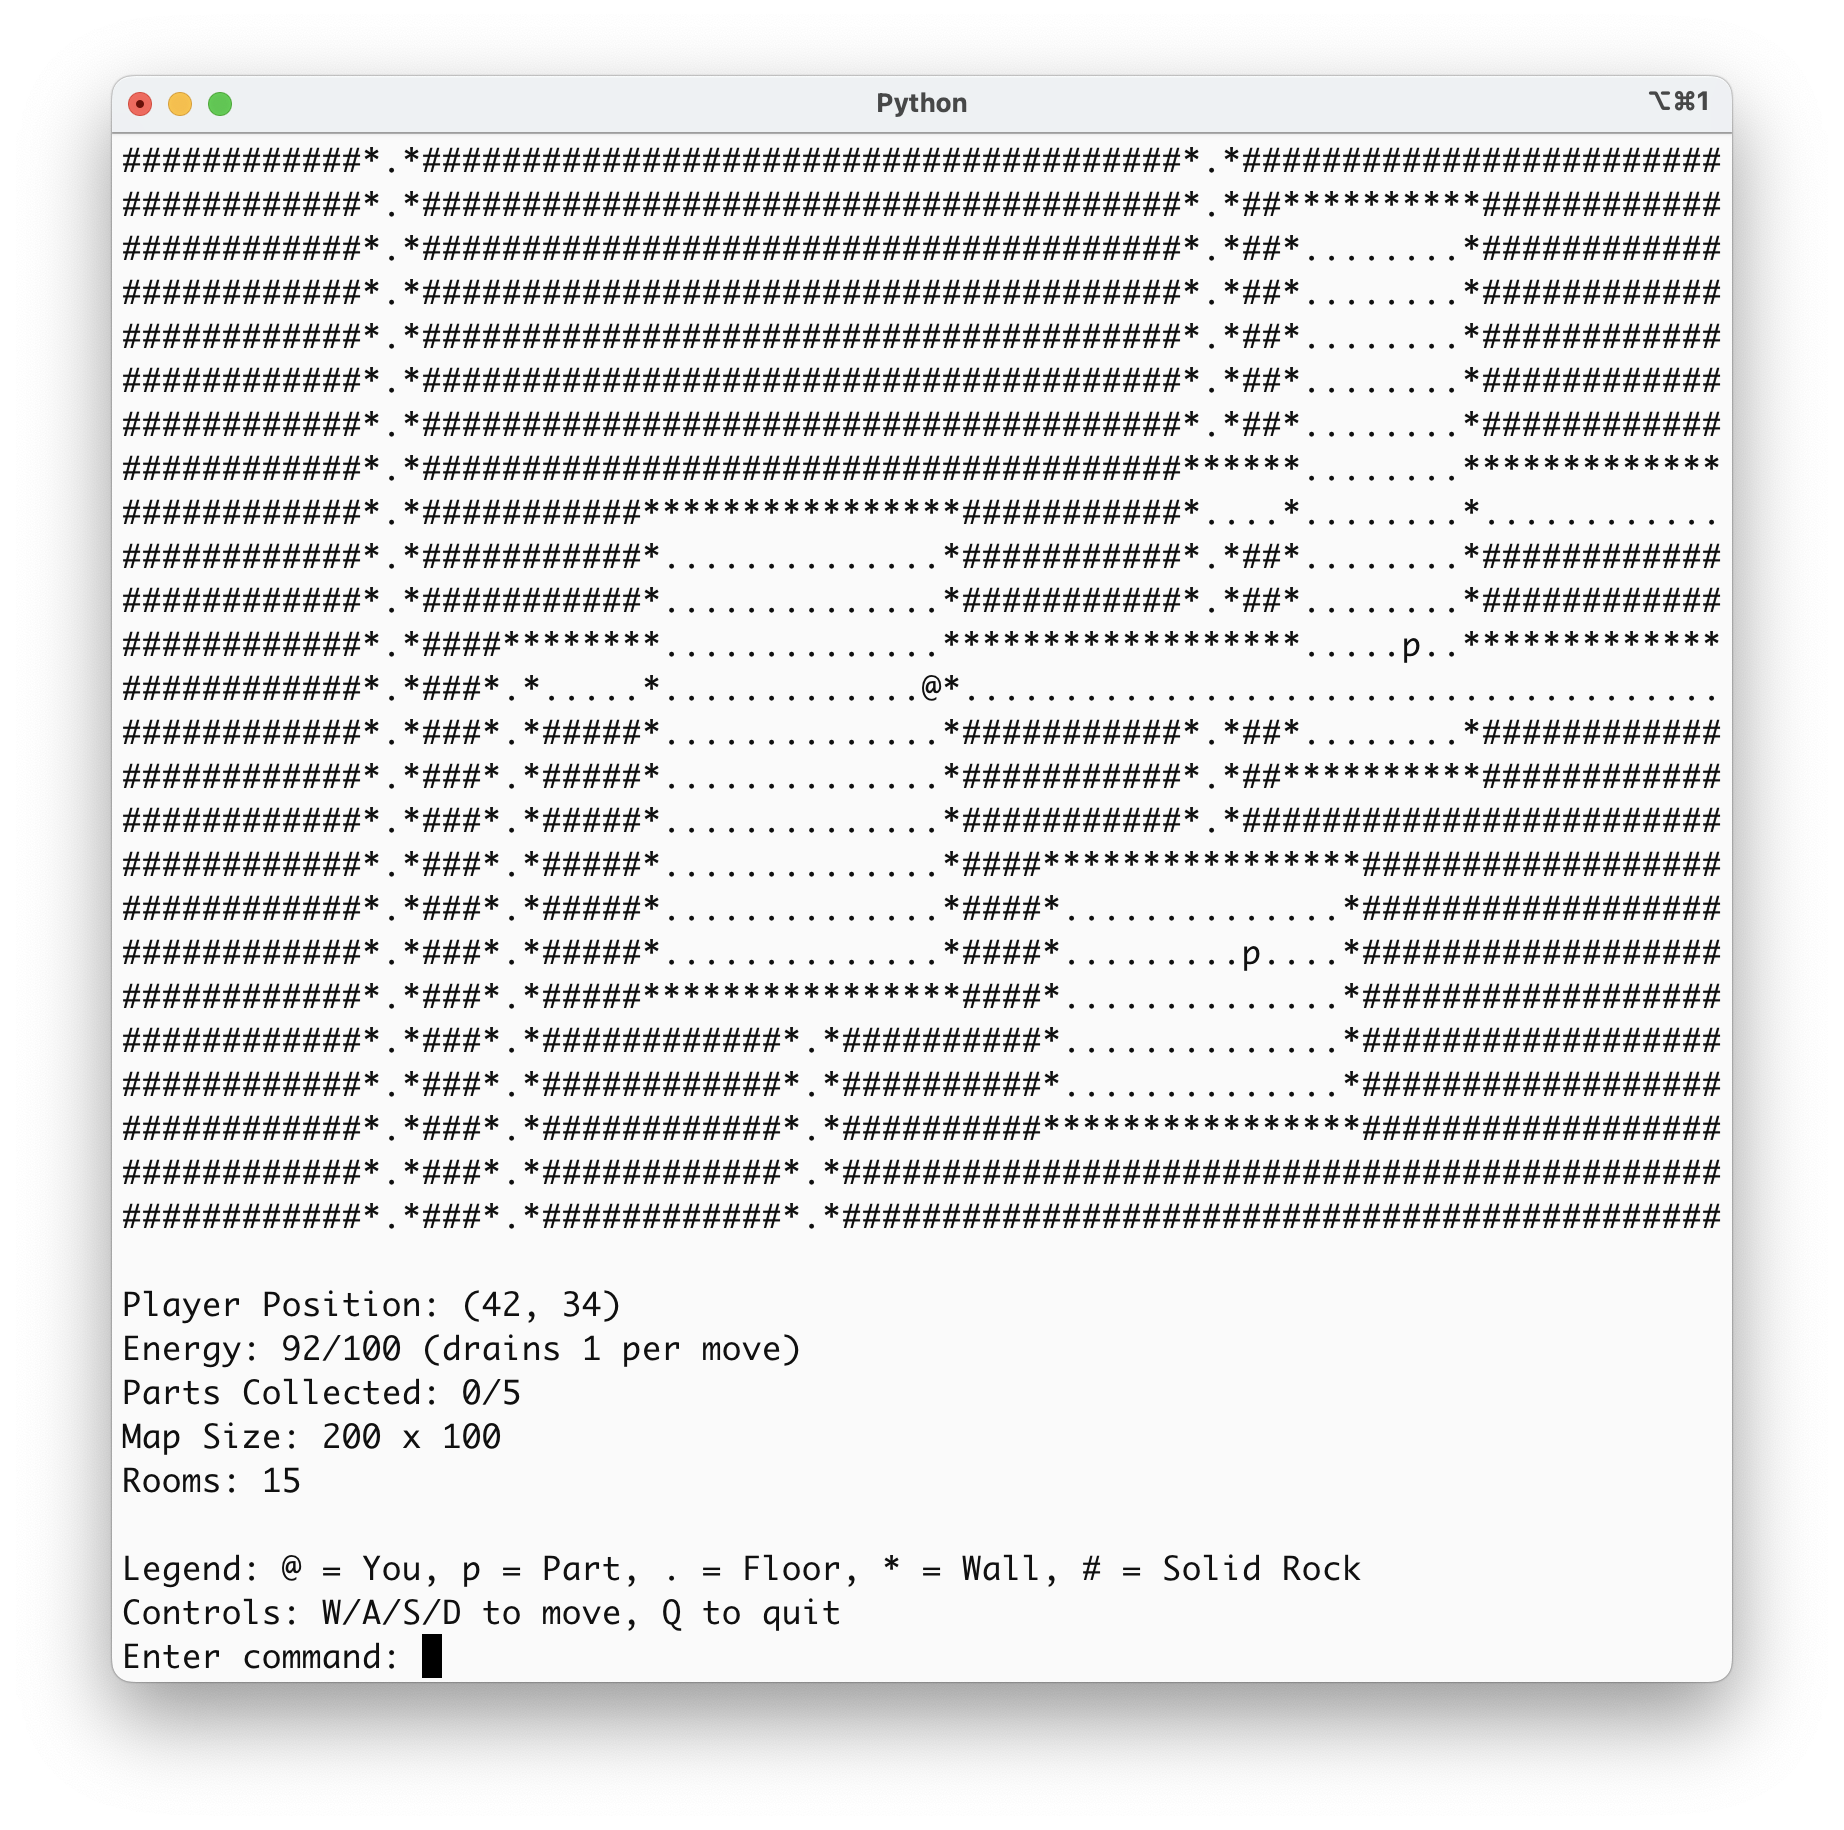 Python ⌥⌘1
############*.*######################################*.*########################
############*.*######################################*.*##**********############
############*.*######################################*.*##*........*############
############*.*######################################*.*##*........*############
############*.*######################################*.*##*........*############
############*.*######################################*.*##*........*############
############*.*######################################*.*##*........*############
############*.*######################################******........*************
############*.*###########****************###########*....*........*............
############*.*###########*..............*###########*.*##*........*############
############*.*###########*..............*###########*.*##*........*############
############*.*####********..............******************.....p..*************
############*.*###*.*.....*.............@*......................................
############*.*###*.*#####*..............*###########*.*##*........*############
############*.*###*.*#####*..............*###########*.*##**********############
############*.*###*.*#####*..............*###########*.*########################
############*.*###*.*#####*..............*####****************##################
############*.*###*.*#####*..............*####*..............*##################
############*.*###*.*#####*..............*####*.........p....*##################
############*.*###*.*#####****************####*..............*##################
############*.*###*.*############*.*##########*..............*##################
############*.*###*.*############*.*##########*..............*##################
############*.*###*.*############*.*##########****************##################
############*.*###*.*############*.*############################################
############*.*###*.*############*.*############################################
Player Position: (42, 34)
Energy: 92/100 (drains 1 per move)
Parts Collected: 0/5
Map Size: 200 x 100
Rooms: 15
Legend: @ = You, p = Part, . = Floor, * = Wall, # = Solid Rock
Controls: W/A/S/D to move, Q to quit
Enter command: